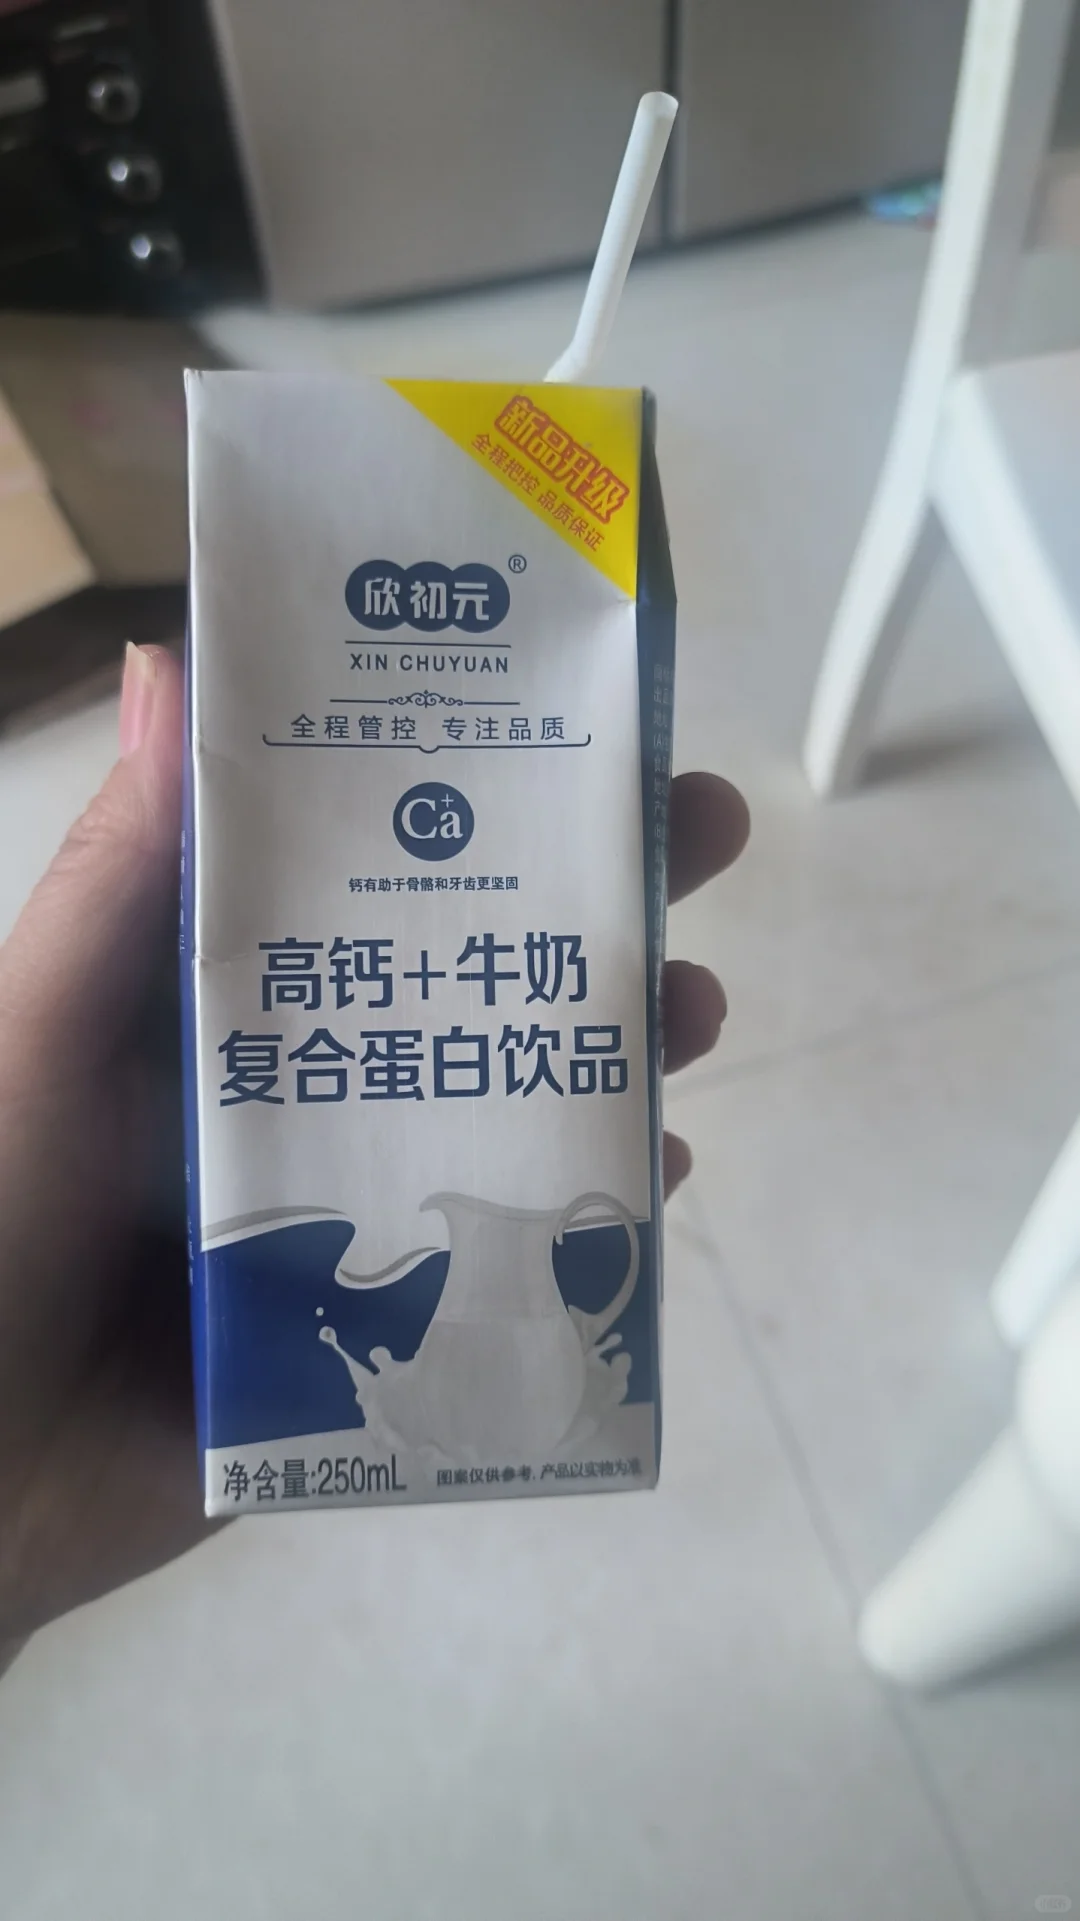 新品升级
全程把控 品质保证
欣初元®
XIN CHUYUAN
全程管控 专注品质
Ca+
钙有助于骨骼和牙齿更坚固
高钙+牛奶
复合蛋白饮品
净含量:250mL
图案仅供参考，产品以实物为准